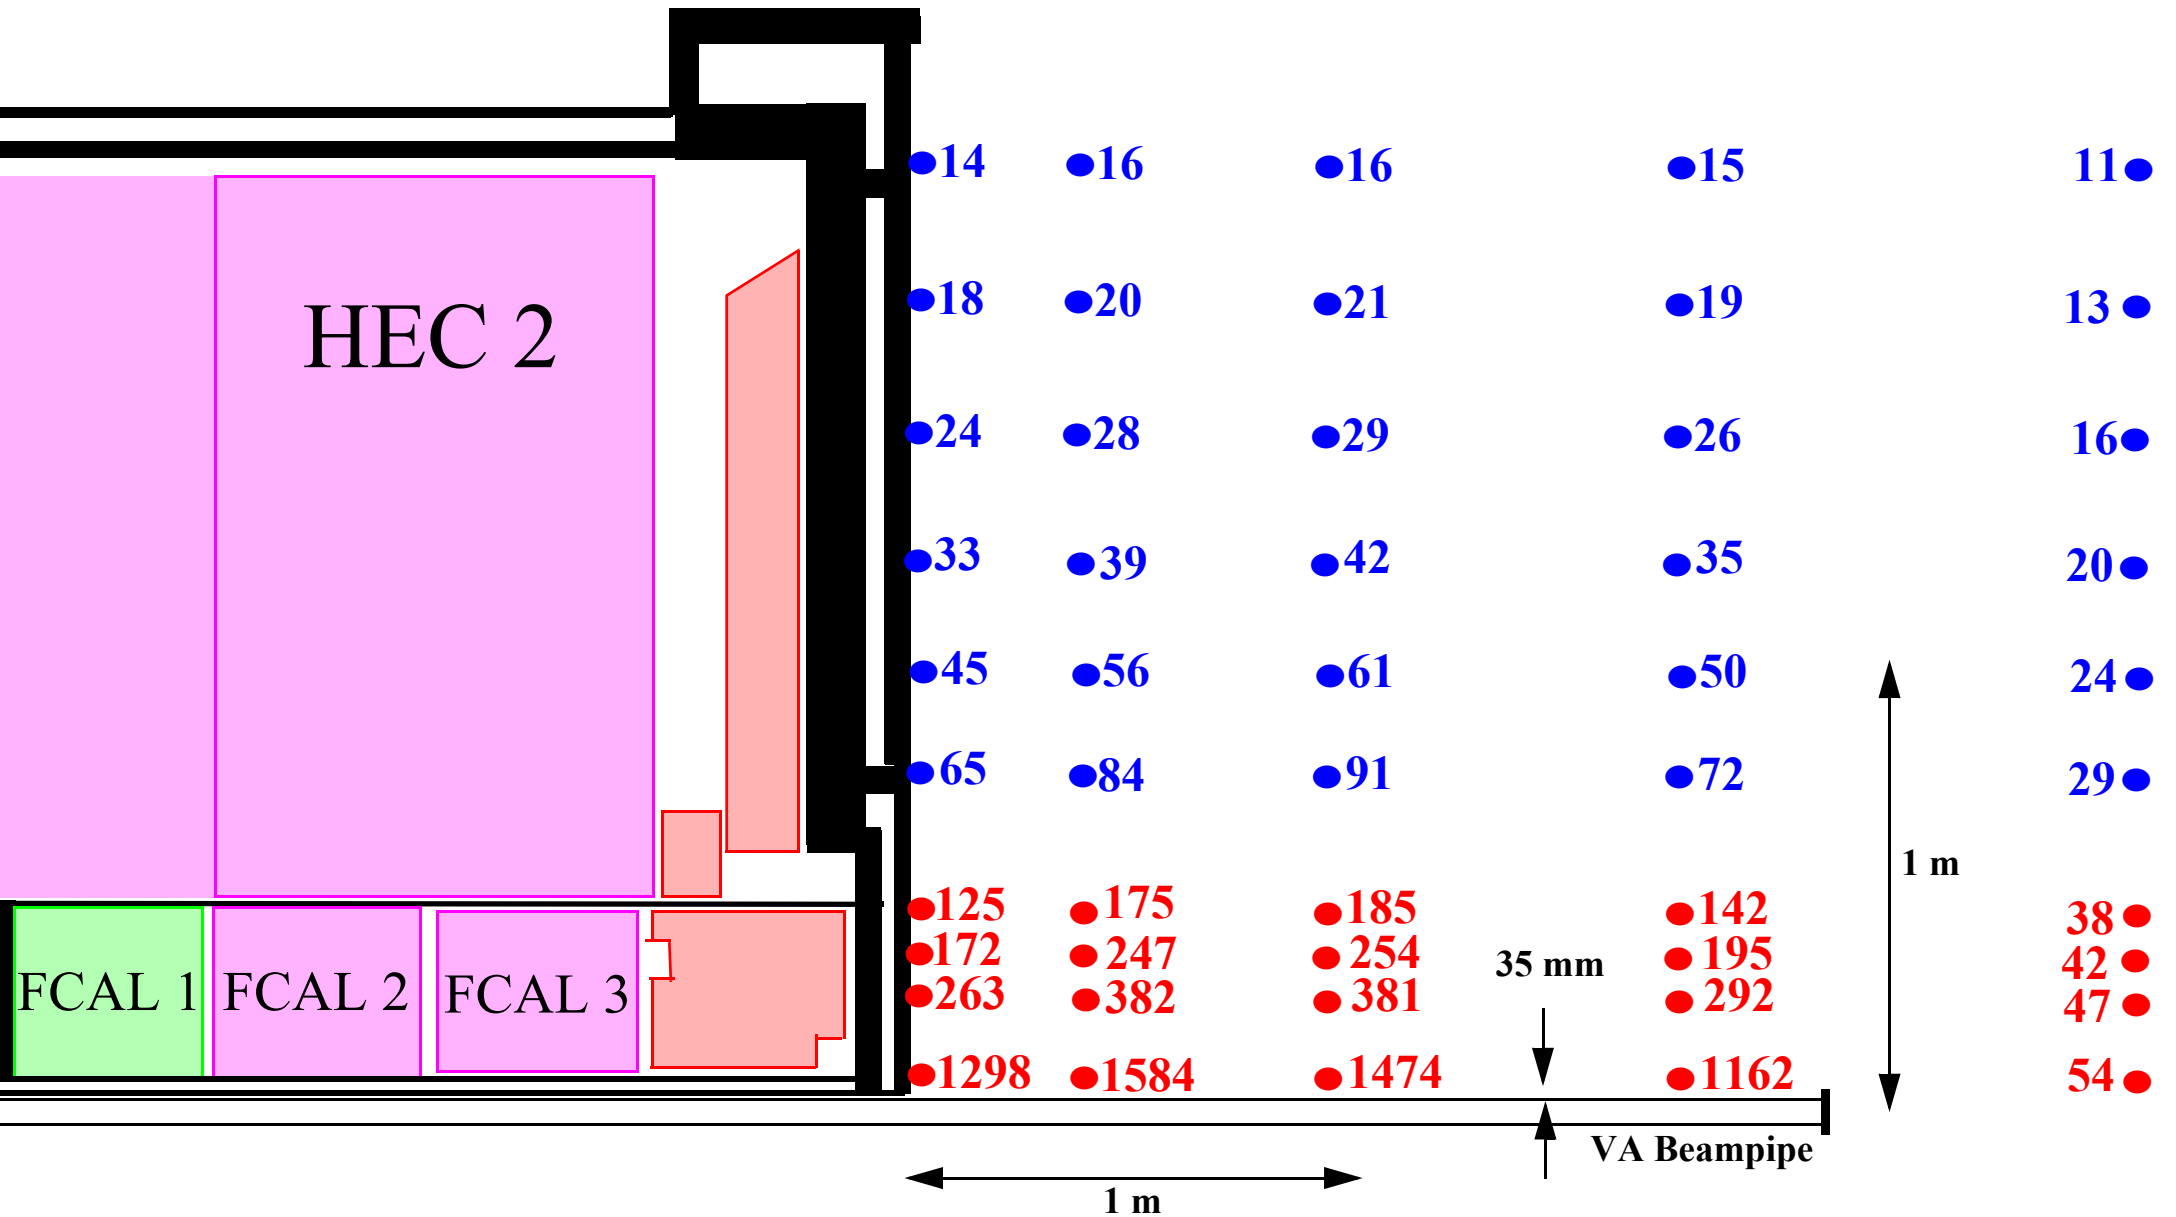 14 16 16 15 11
18 20 21 19 13
HEC 2
24 28 29 26 16
33 39 42 35 20
45 56 61 50 24
65 84 91 72 29
1 m
125 175 185 142 38
172 247 254 195 42
35 mm
FCAL 1 FCAL 2 FCAL 3
263 382 381 292 47
1298 1584 1474 1162 54
VA Beampipe
1 m